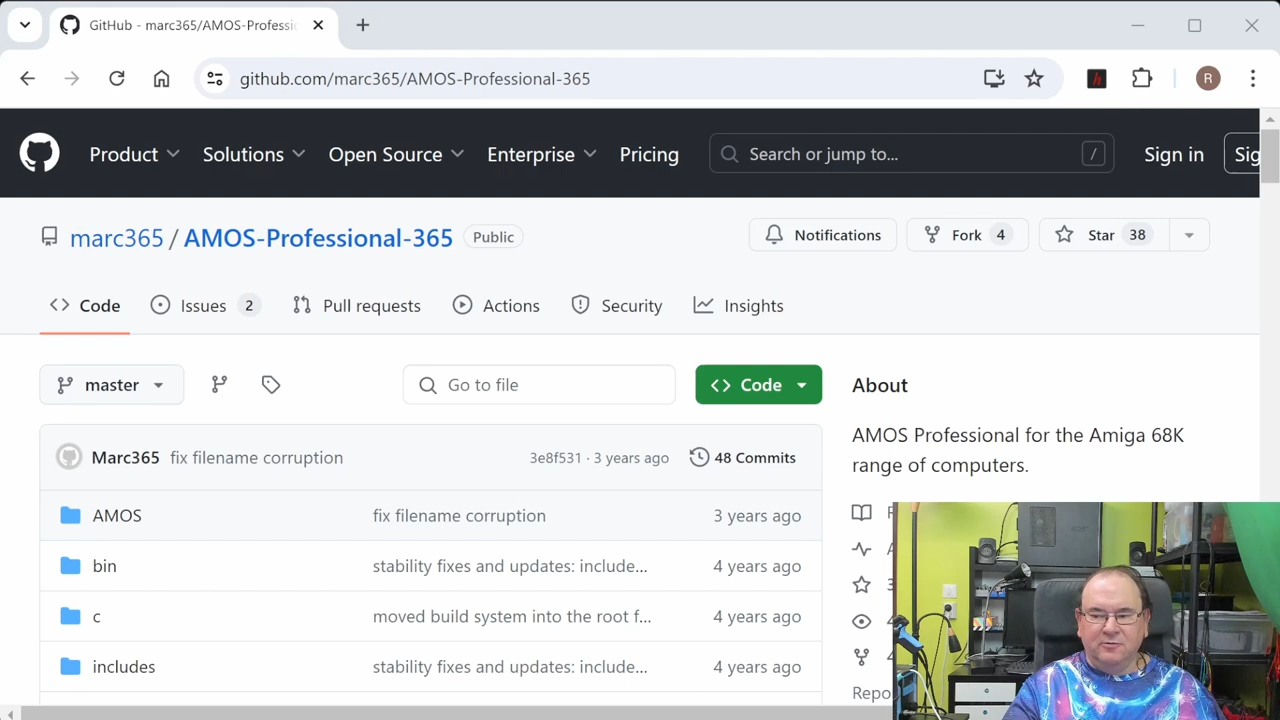 GitHub - marc365/AMOS-Professic
github.com/marc365/AMOS-Professional-365
h
R
Product
Solutions
Open Source
Enterprise
Pricing
Search or jump to...
/
Sign in
Sig
marc365 / AMOS-Professional-365
Public
Notifications
Fork 4
Star 38
Code
Issues 2
Pull requests
Actions
Security
Insights
master
Go to file
Code
About
AMOS Professional for the Amiga 68K
range of computers.
Marc365 fix filename corruption 3e8f531 · 3 years ago 48 Commits
AMOS fix filename corruption 3 years ago
bin stability fixes and updates: include... 4 years ago
c moved build system into the root f... 4 years ago
includes stability fixes and updates: include... 4 years ago
Repo